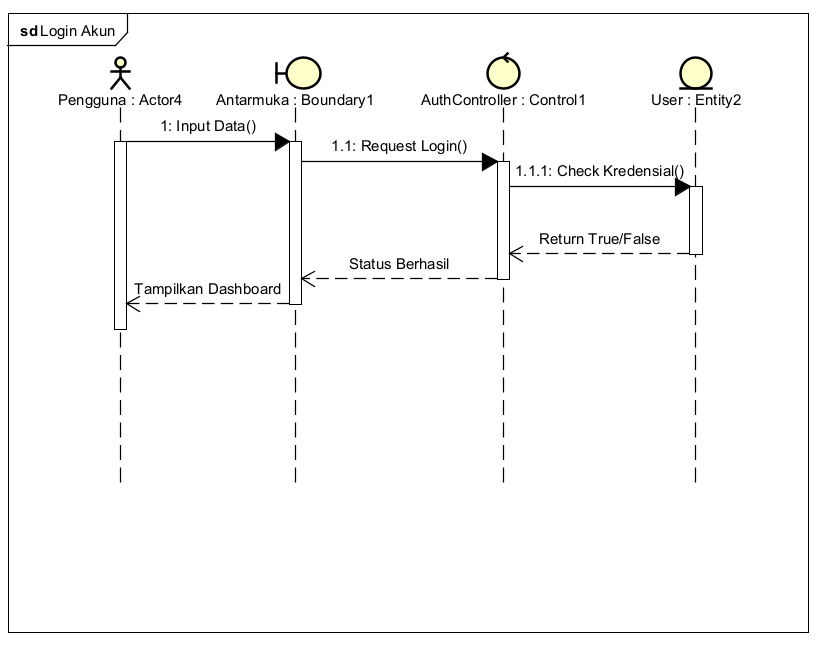 sd Login Akun
Pengguna : Actor4
Antarmuka : Boundary1
AuthController : Control1
User : Entity2
1: Input Data()
1.1: Request Login()
1.1.1: Check Kredensial()
Return True/False
Status Berhasil
Tampilkan Dashboard